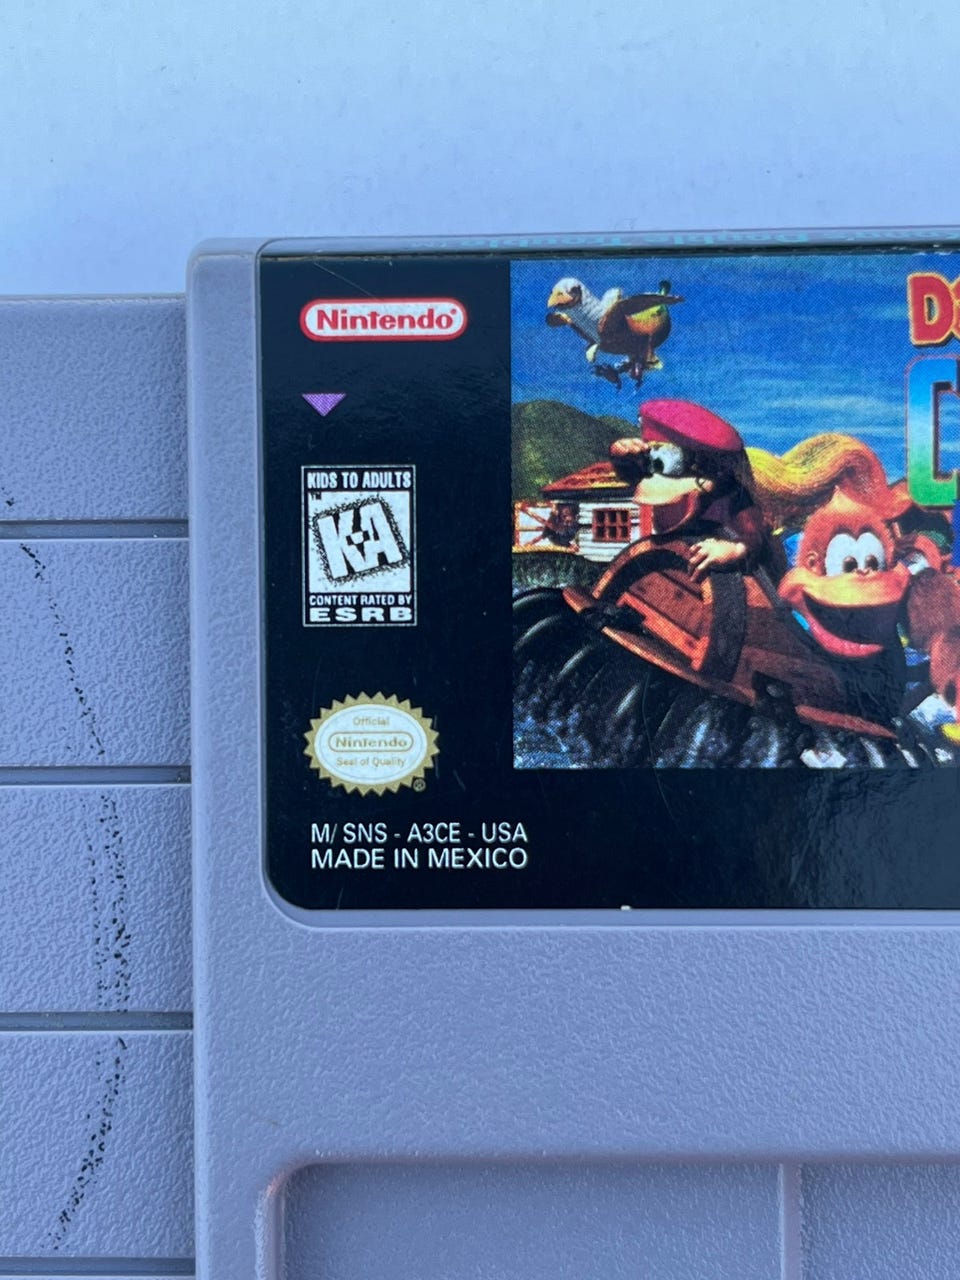 Nintendo®
KIDS TO ADULTS
K-A
CONTENT RATED BY
ESRB
Official
Nintendo
Seal of Quality
M/ SNS - A3CE - USA
MADE IN MEXICO